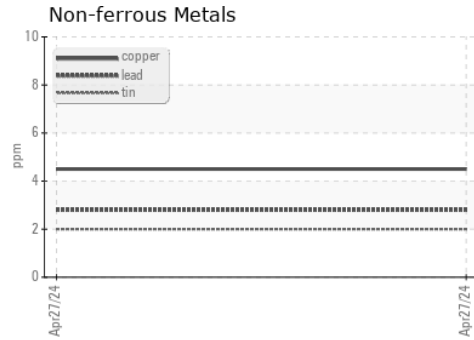 Non-ferrous Metals
10
8
6
4
2
0
ppm
copper
lead
tin
Apr27/24
Apr27/24